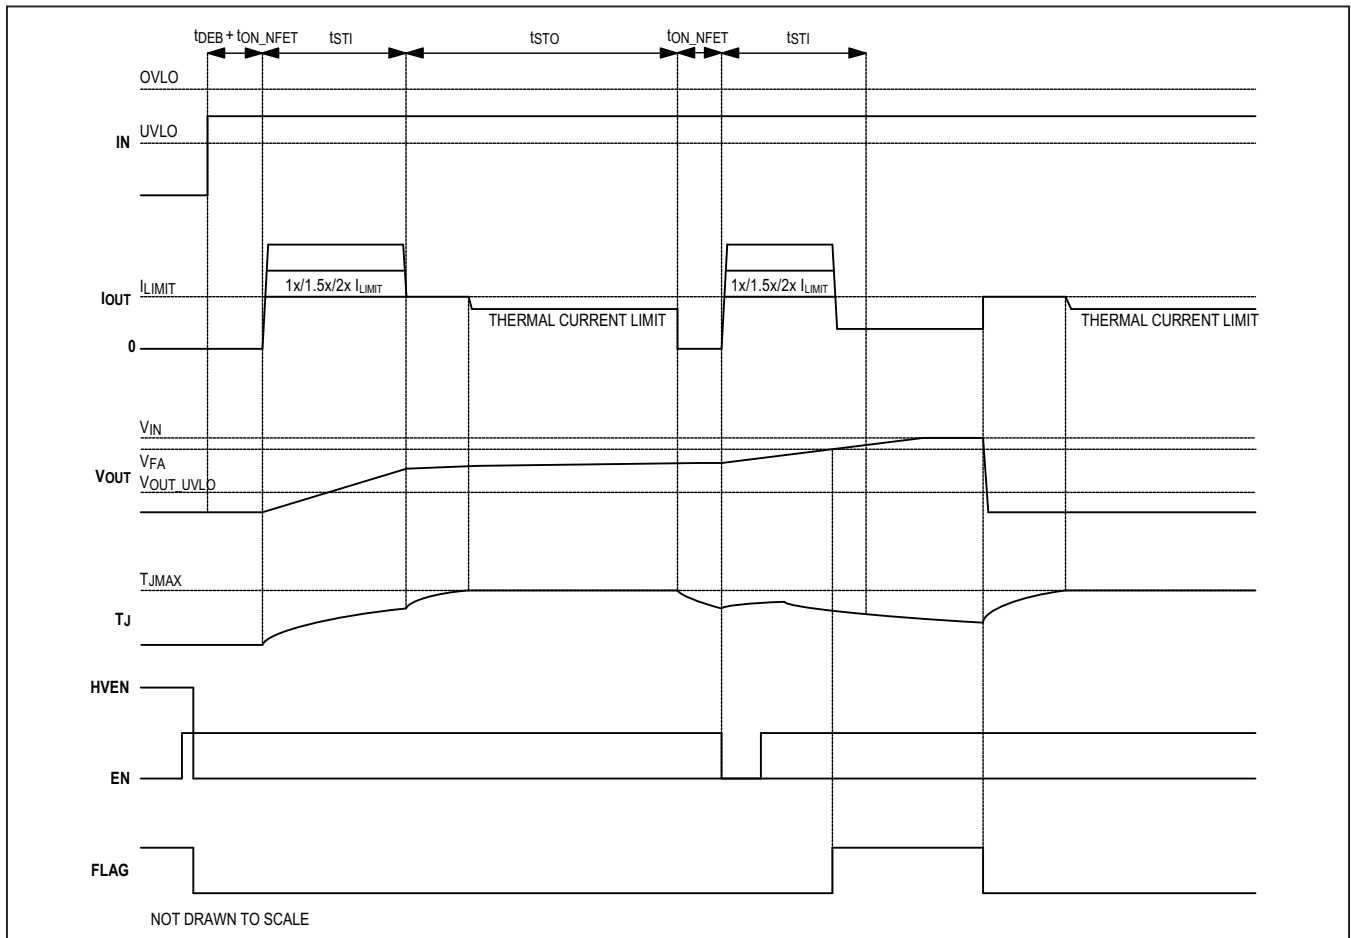 tDEB + tON_NFET tSTI tSTO tON_NFET tSTI
OVLO
UVLO
IN
ILIMIT
IOUT
1x/1.5x/2x ILIMIT 1x/1.5x/2x ILIMIT
THERMAL CURRENT LIMIT THERMAL CURRENT LIMIT
0
VIN
VFA
VOUT
VOUT_UVLO
TJMAX
TJ
HVEN
EN
FLAG
NOT DRAWN TO SCALE